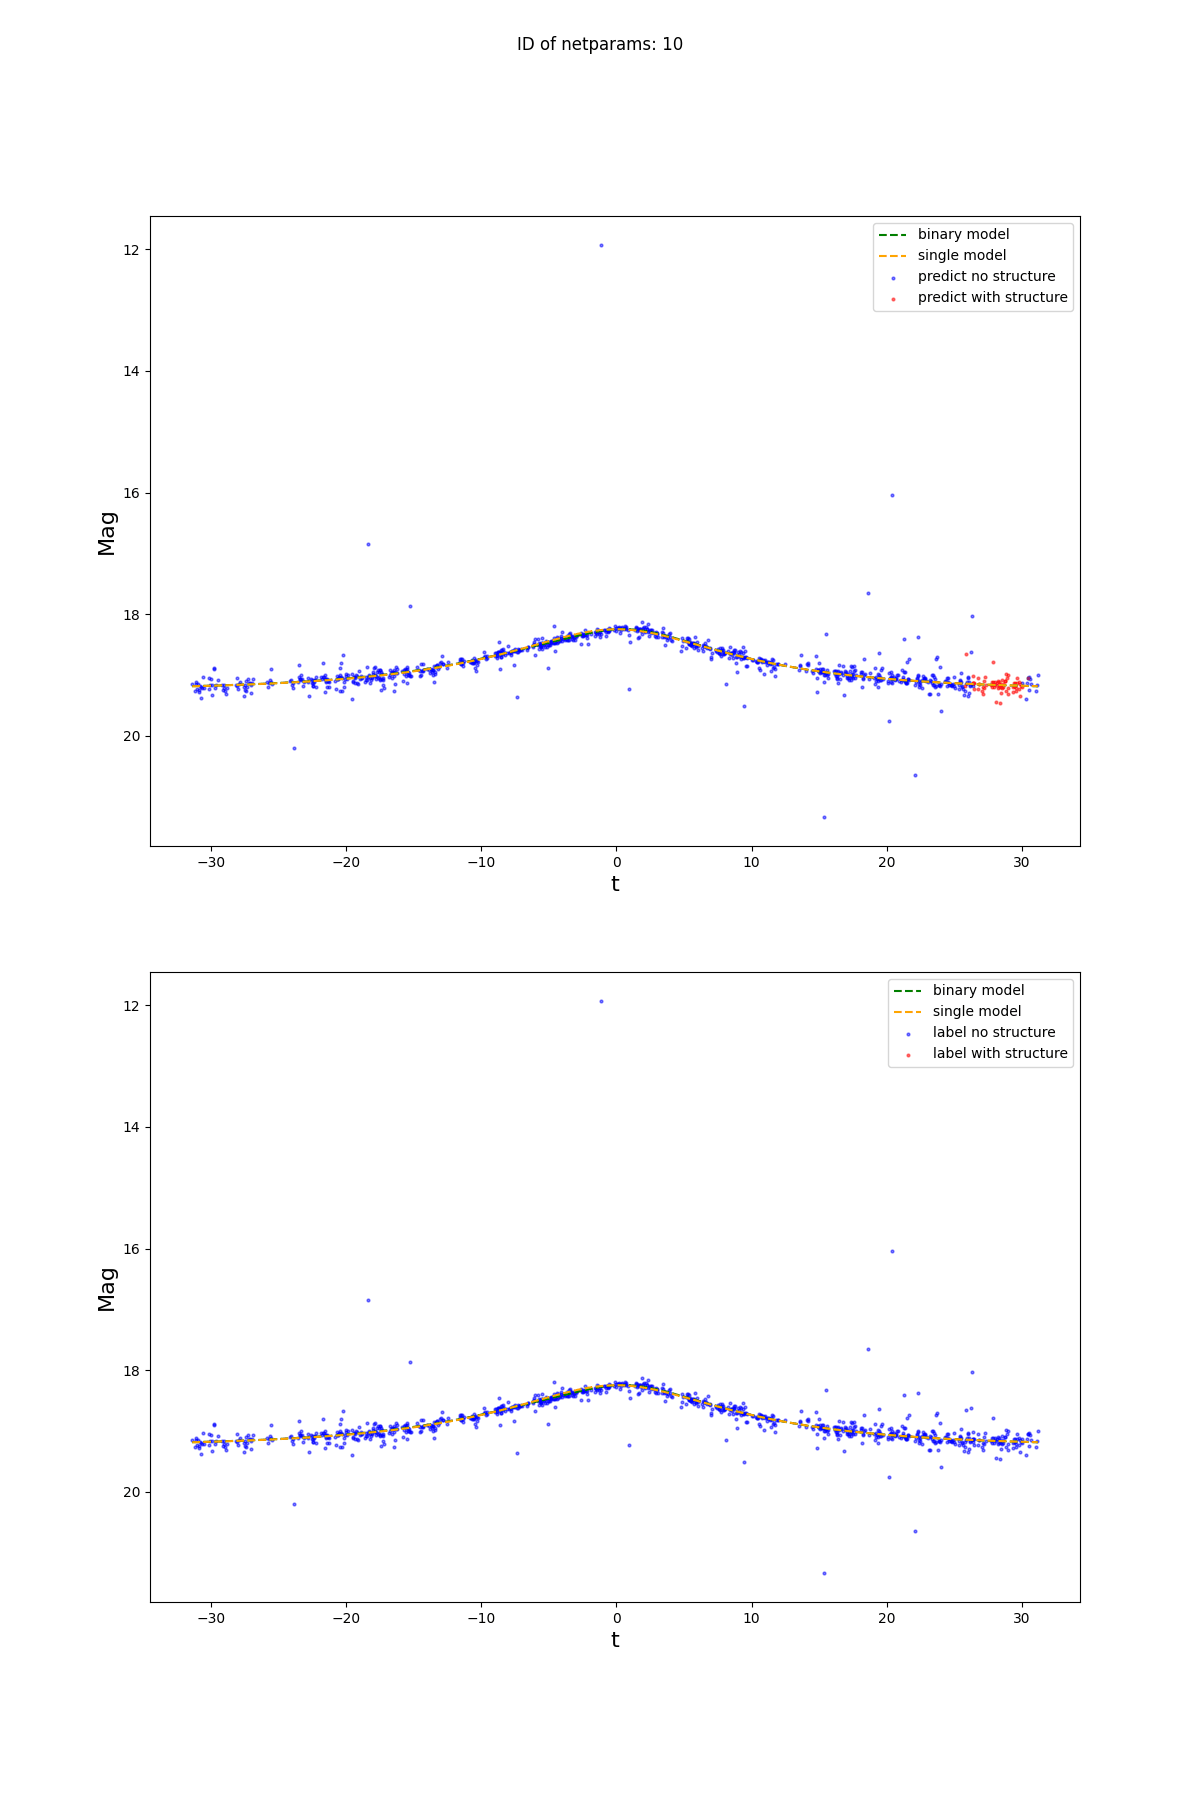 ID of netparams: 10
binary model
single model
predict no structure
predict with structure
12
14
16
18
20
Mag
−30
−20
−10
0
10
20
30
t
binary model
single model
label no structure
label with structure
12
14
16
18
20
Mag
−30
−20
−10
0
10
20
30
t